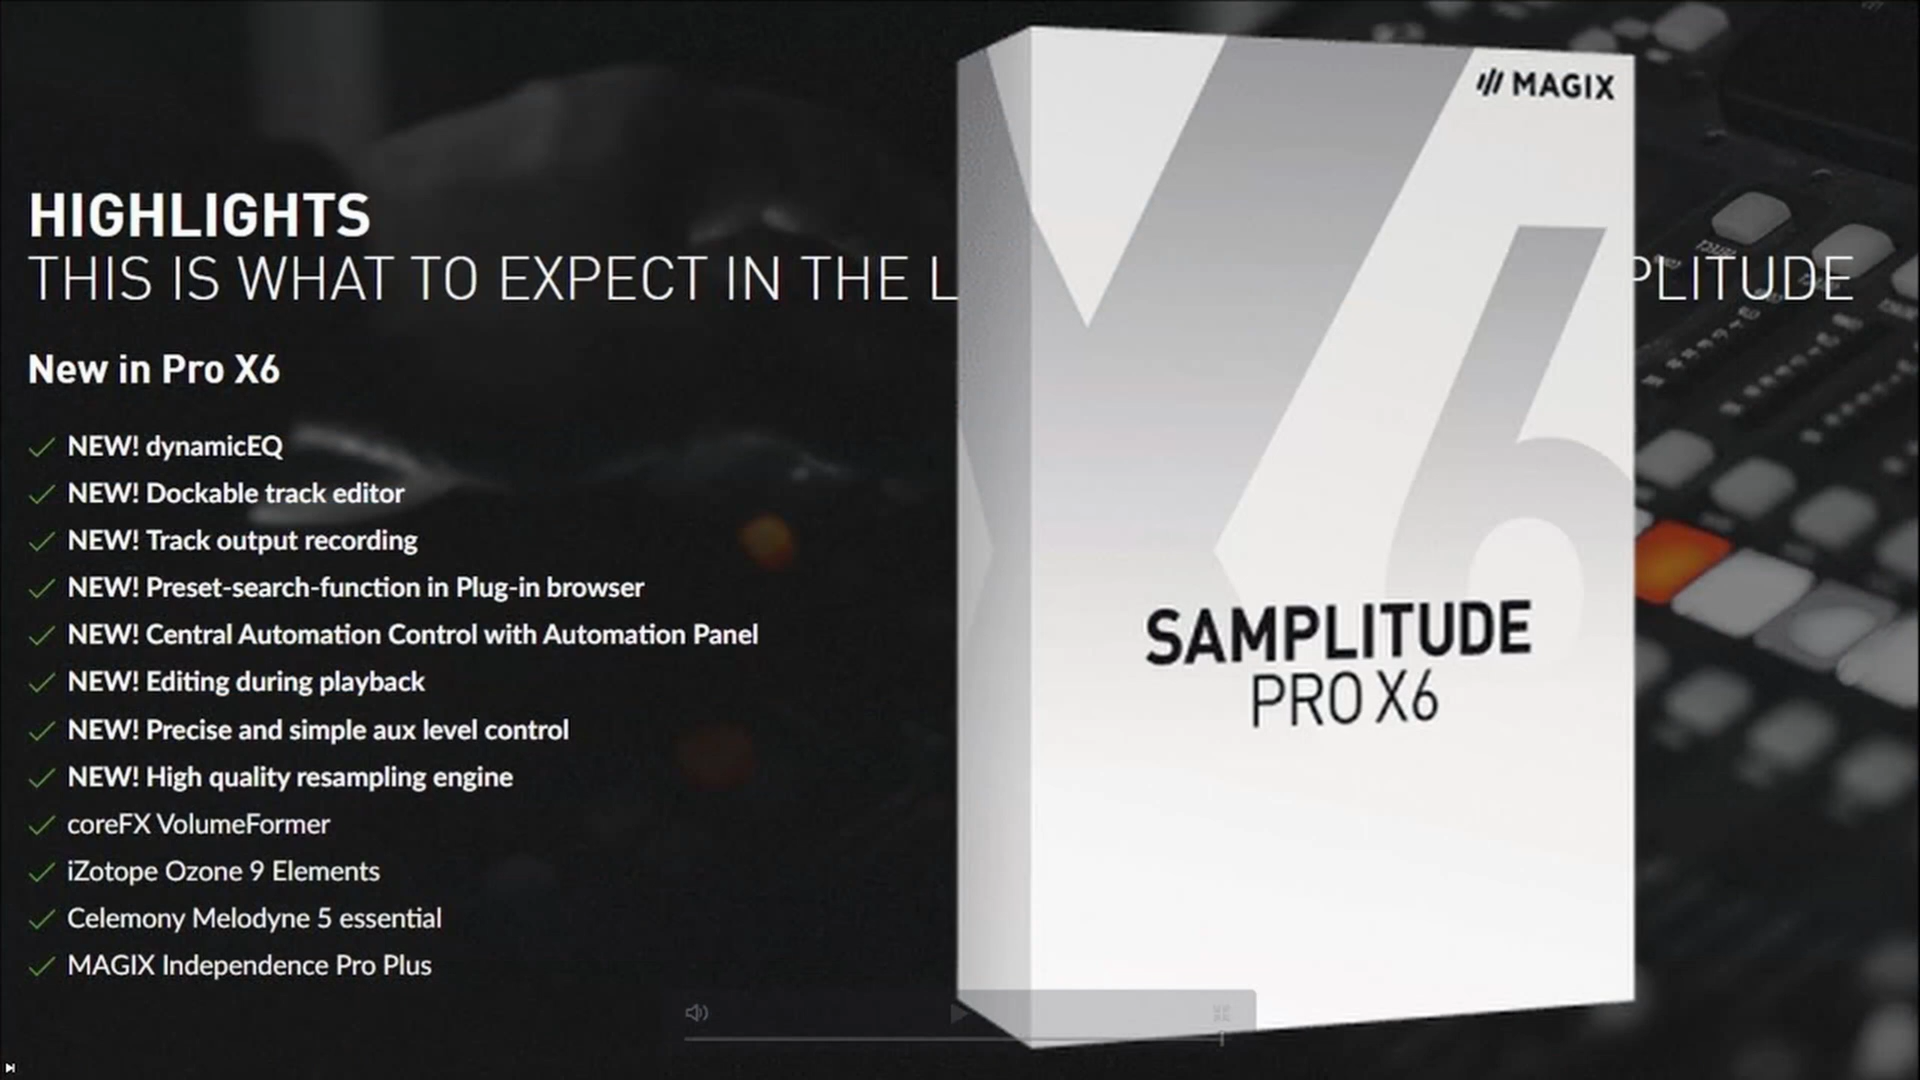 MAGIX
HIGHLIGHTS
THIS IS WHAT TO EXPECT IN THE L PLITUDE
New in Pro X6
NEW! dynamicEQ
NEW! Dockable track editor
NEW! Track output recording
NEW! Preset-search-function in Plug-in browser
NEW! Central Automation Control with Automation Panel
NEW! Editing during playback
NEW! Precise and simple aux level control
NEW! High quality resampling engine
coreFX VolumeFormer
iZotope Ozone 9 Elements
Celemony Melodyne 5 essential
MAGIX Independence Pro Plus
X6
SAMPLITUDE
PRO X6